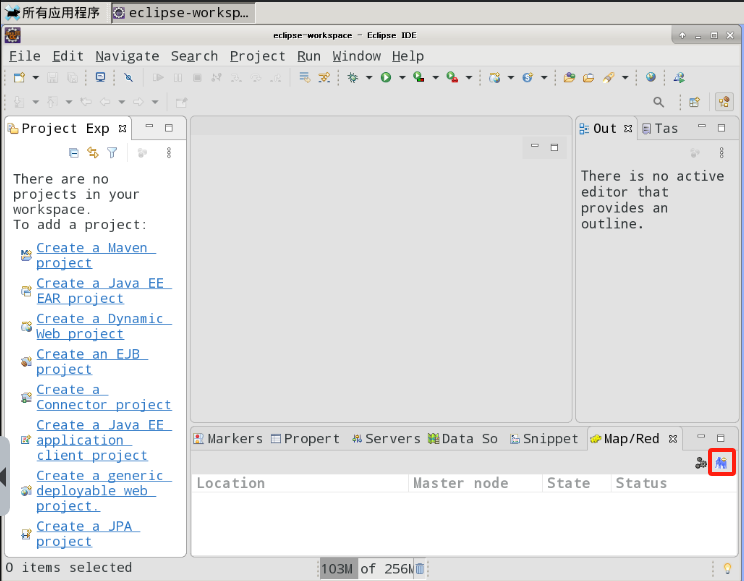 所有应用程序 eclipse-worksp...
eclipse-workspace - Eclipse IDE
File Edit Navigate Search Project Run Window Help
Project Exp
There are no
projects in your
workspace.
To add a project:
Create a Maven
project
Create a Java EE
EAR project
Create a Dynamic
Web project
Create an EJB
project
Create a
Connector project
Create a Java EE
application
client project
Create a generic
deployable web
project.
Create a JPA
project
Out Tas
There is no active
editor that
provides an
outline.
Markers Propert Servers Data So Snippet Map/Red
Location Master node State Status
0 items selected
103M of 256M